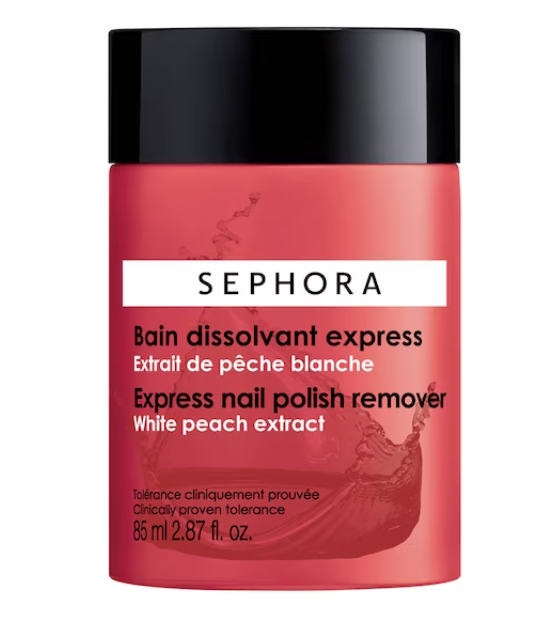 SEPHORA
Bain dissolvant express
Extrait de pêche blanche
Express nail polish remover
White peach extract
Tolérance cliniquement prouvée
Clinically proven tolerance
85 ml 2.87 fl. oz.